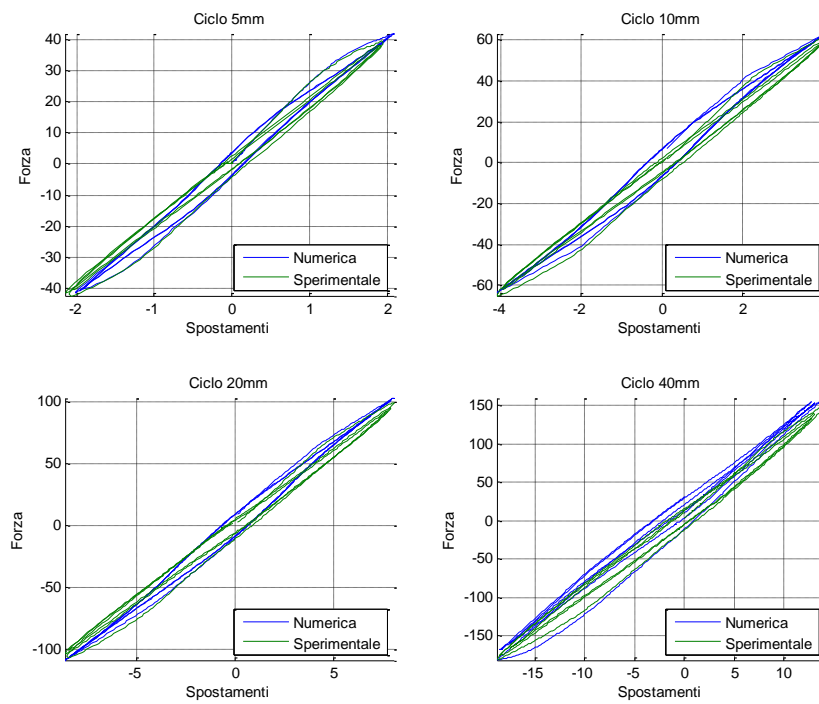 Ciclo 5mm
40
30
20
10
0
-10
-20
-30
-40
-2
-1
0
1
2
Forza
Spostamenti
Numerica
Sperimentale
Ciclo 10mm
60
40
20
0
-20
-40
-60
-4
-2
0
2
Forza
Spostamenti
Numerica
Sperimentale
Ciclo 20mm
100
50
0
-50
-100
-5
0
5
Forza
Spostamenti
Numerica
Sperimentale
Ciclo 40mm
150
100
50
0
-50
-100
-150
-15
-10
-5
0
5
10
Forza
Spostamenti
Numerica
Sperimentale